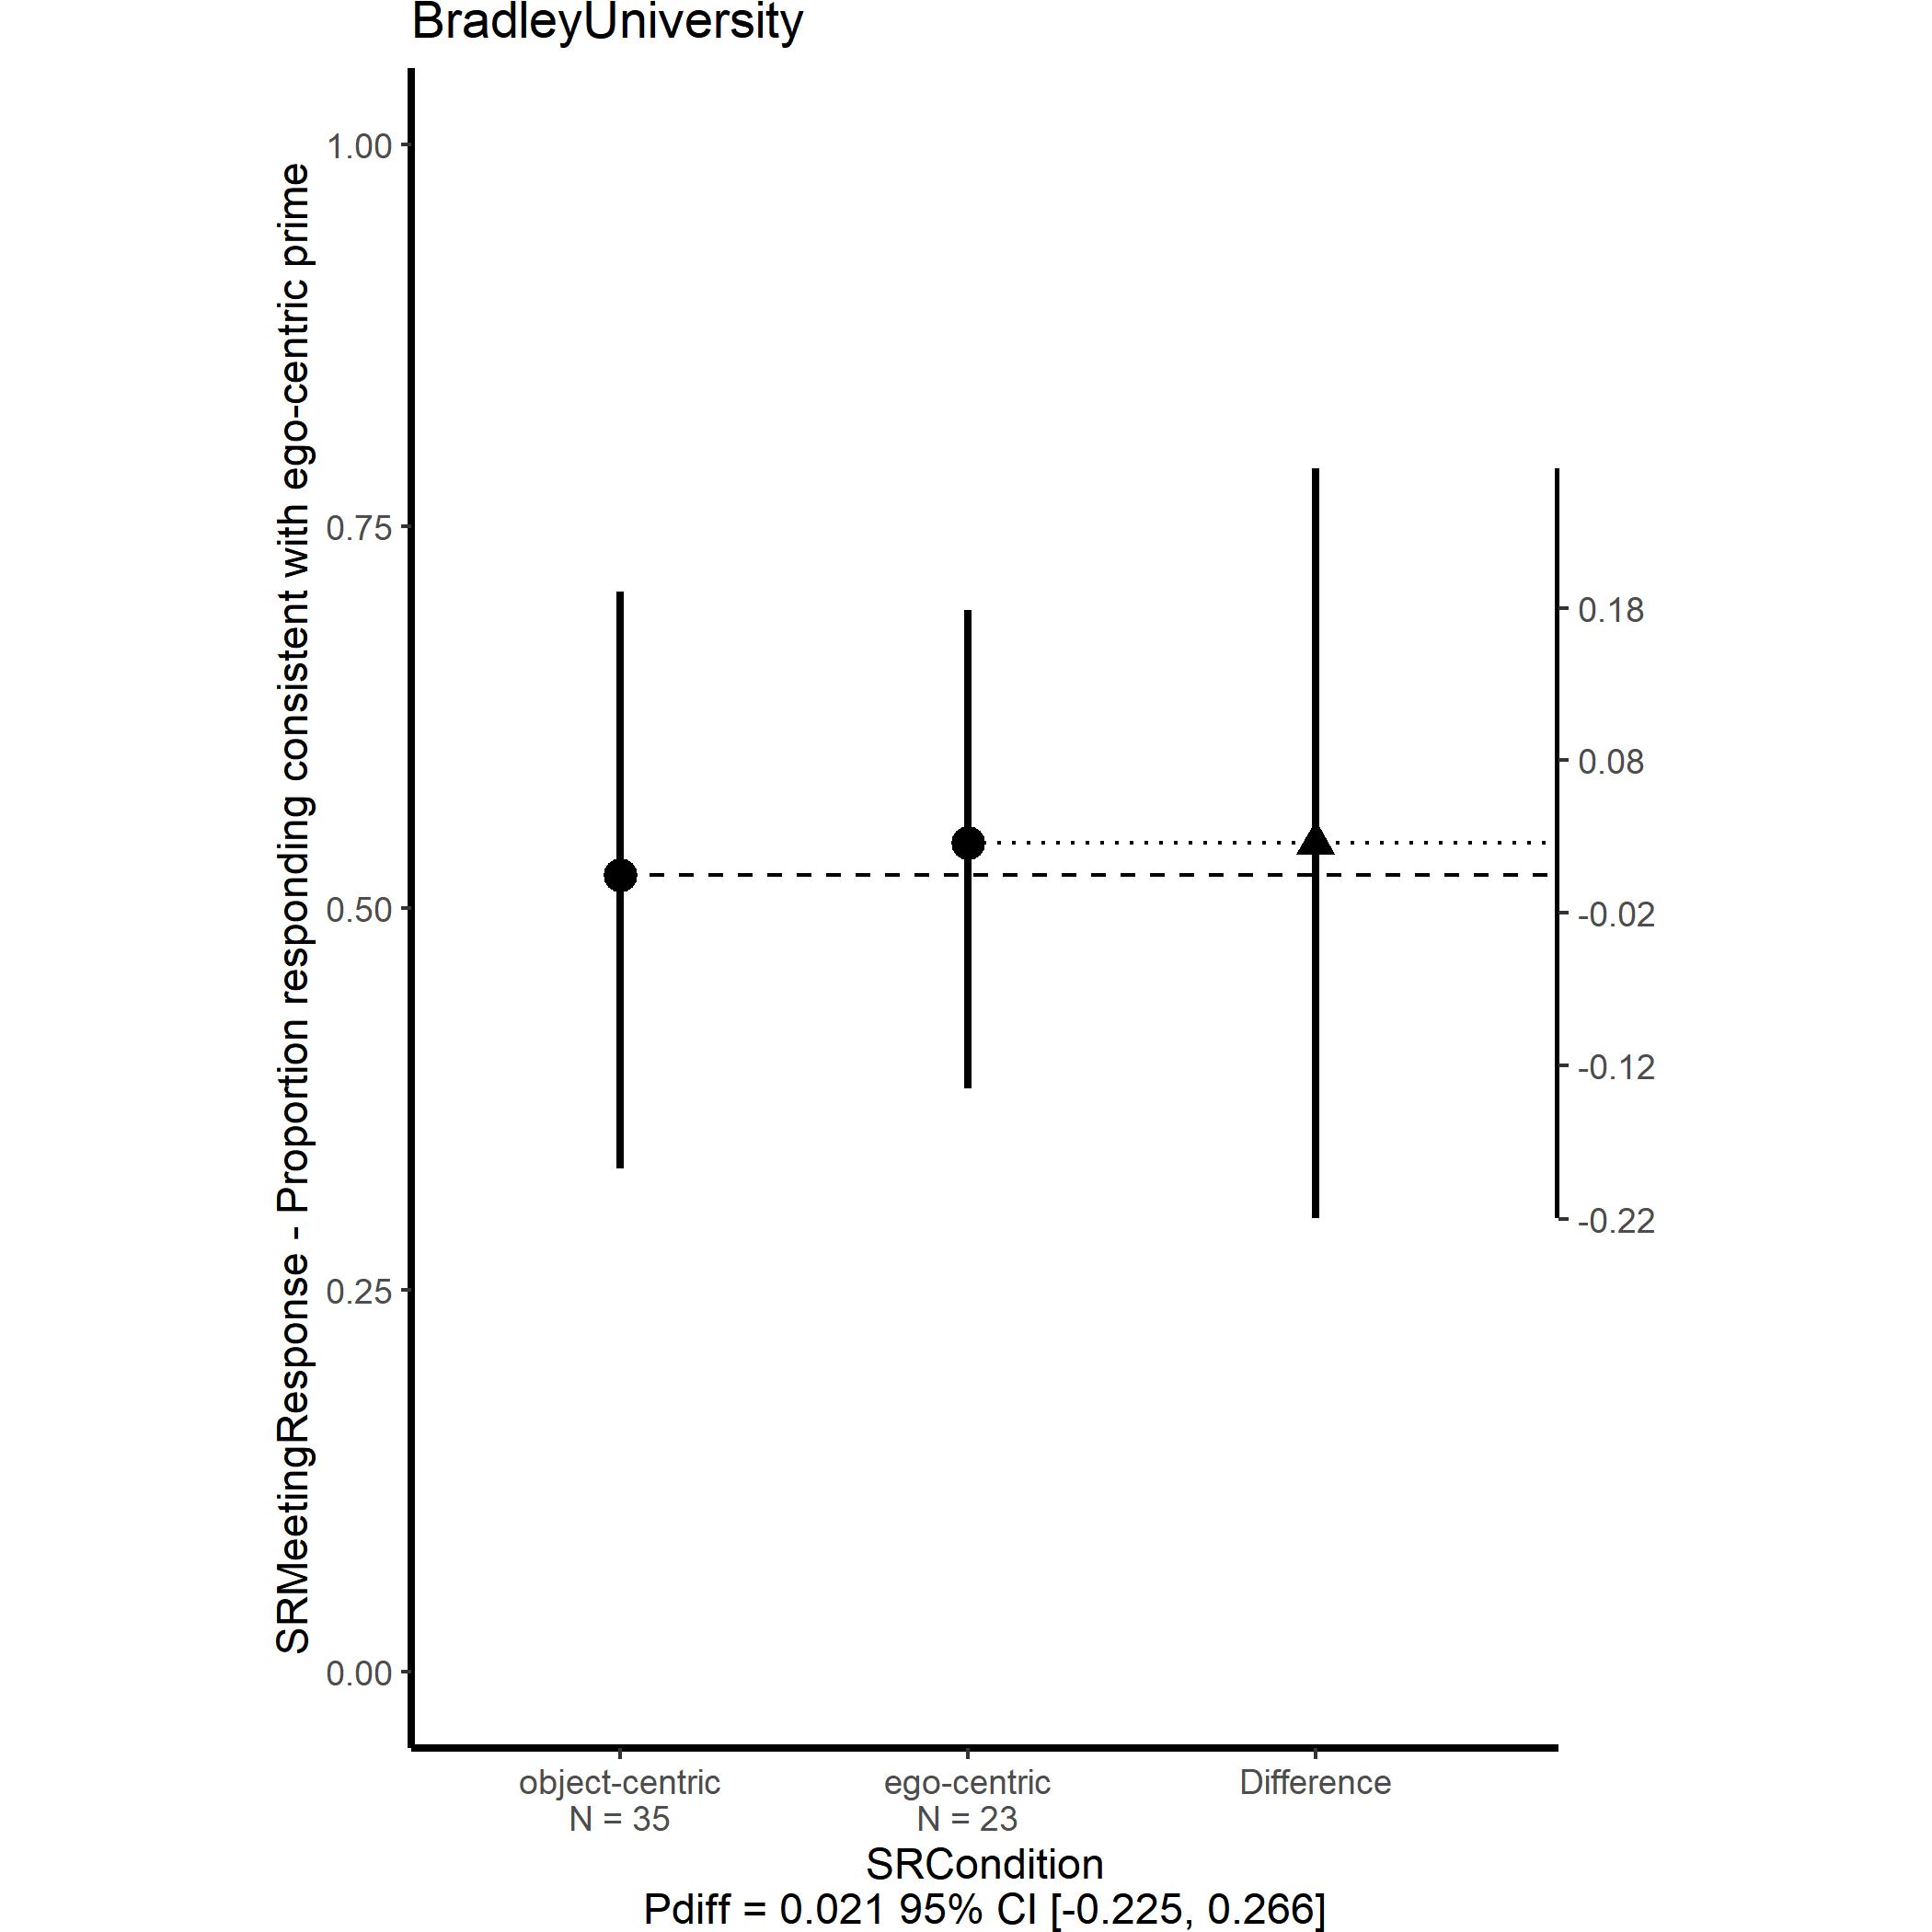 BradleyUniversity
SRMeetingResponse - Proportion responding consistent with ego-centric prime
1.00
0.75
0.50
0.25
0.00
0.18
0.08
-0.02
-0.12
-0.22
object-centric
N = 35
ego-centric
N = 23
Difference
SRCondition
Pdiff = 0.021 95% CI [-0.225, 0.266]